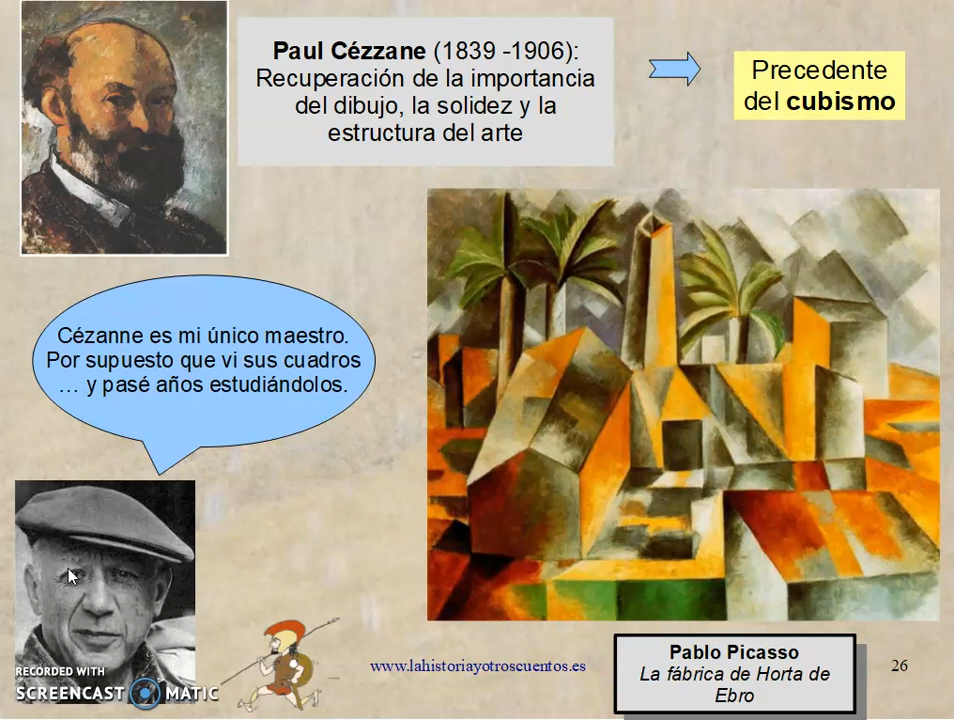 Paul Cézzane (1839 -1906):
Recuperación de la importancia
del dibujo, la solidez y la
estructura del arte
Precedente
del cubismo
Cézanne es mi único maestro.
Por supuesto que vi sus cuadros
… y pasé años estudiándolos.
RECORDED WITH
SCREENCAST MATIC
www.lahistoriayotroscuentos.es
Pablo Picasso
La fábrica de Horta de
Ebro
26